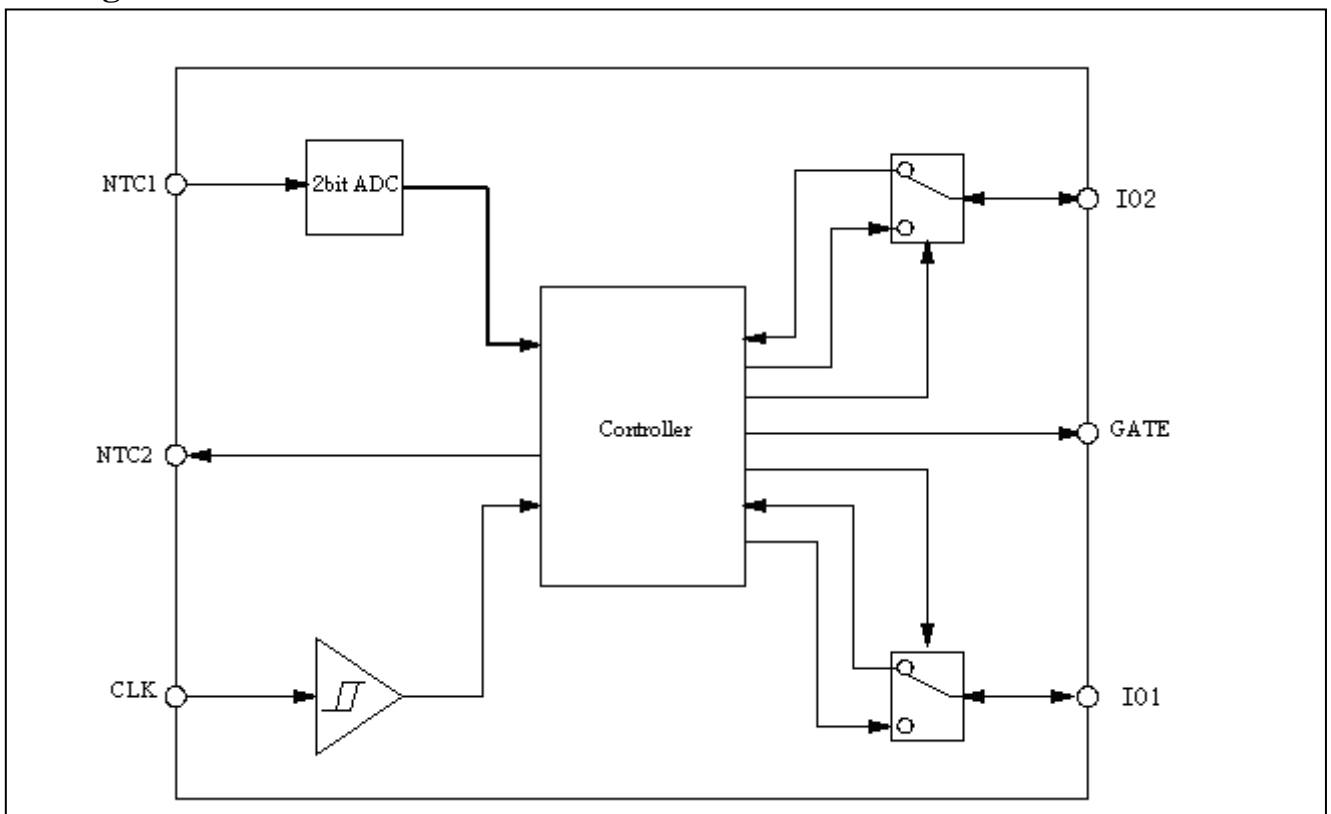 NTC1
2bit ADC
IO2
Controller
GATE
NTC2
CLK
IO1